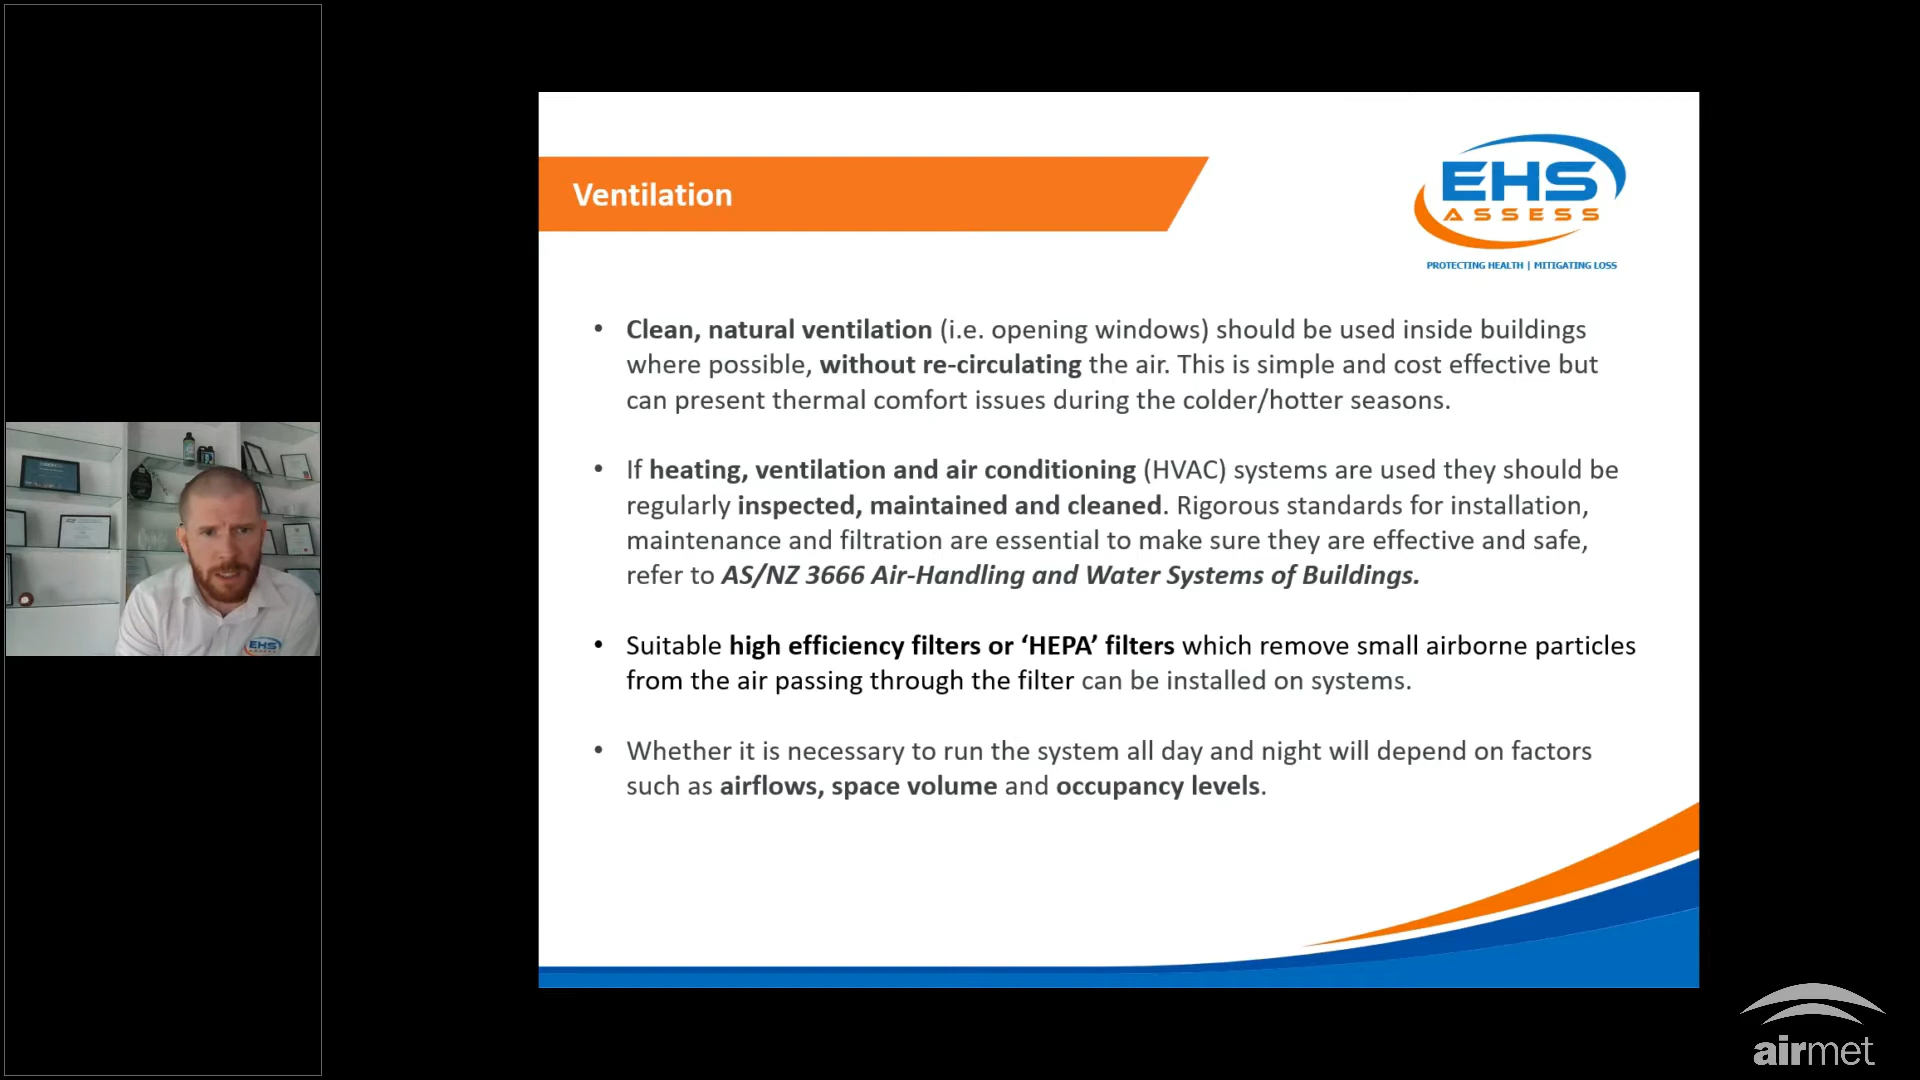 Ventilation
EHS
ASSESS
PROTECTING HEALTH | MITIGATING LOSS
• Clean, natural ventilation (i.e. opening windows) should be used inside buildings
where possible, without re-circulating the air. This is simple and cost effective but
can present thermal comfort issues during the colder/hotter seasons.
• If heating, ventilation and air conditioning (HVAC) systems are used they should be
regularly inspected, maintained and cleaned. Rigorous standards for installation,
maintenance and filtration are essential to make sure they are effective and safe,
refer to AS/NZ 3666 Air-Handling and Water Systems of Buildings.
• Suitable high efficiency filters or ‘HEPA’ filters which remove small airborne particles
from the air passing through the filter can be installed on systems.
• Whether it is necessary to run the system all day and night will depend on factors
such as airflows, space volume and occupancy levels.
EHS
airmet